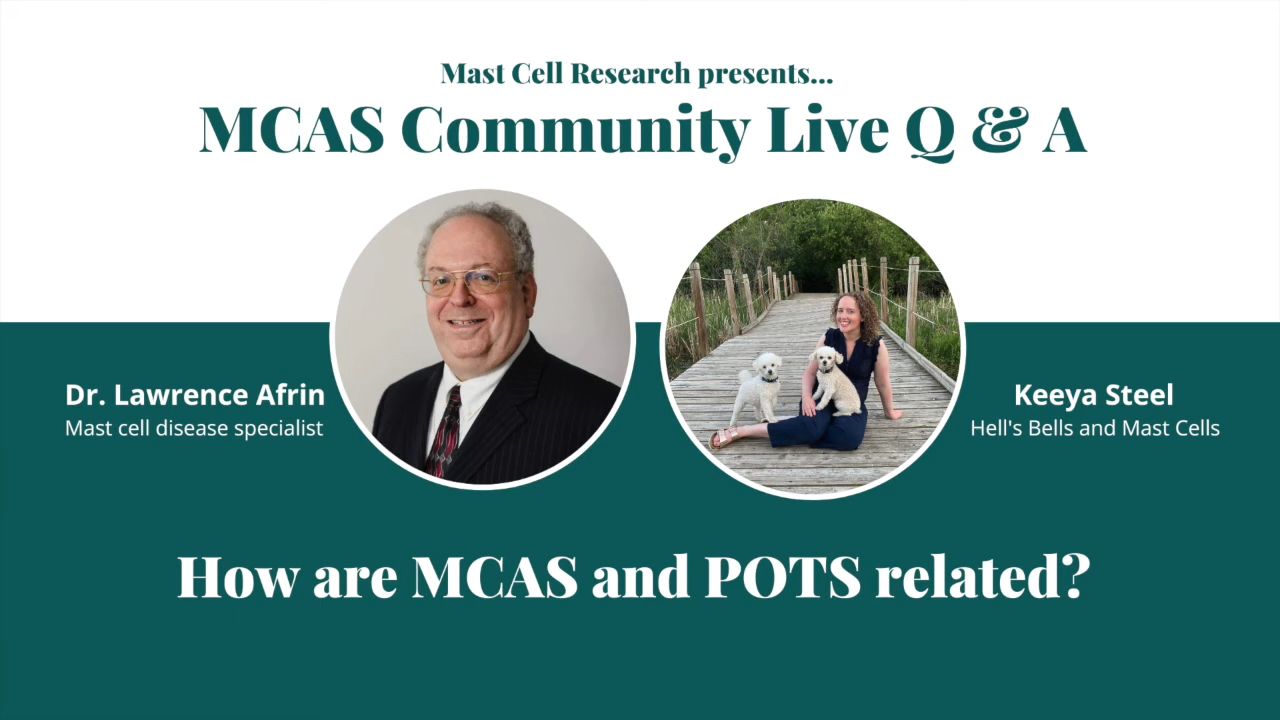 Mast Cell Research presents...
MCAS Community Live Q & A
Dr. Lawrence Afrin
Mast cell disease specialist
Keeya Steel
Hell's Bells and Mast Cells
How are MCAS and POTS related?